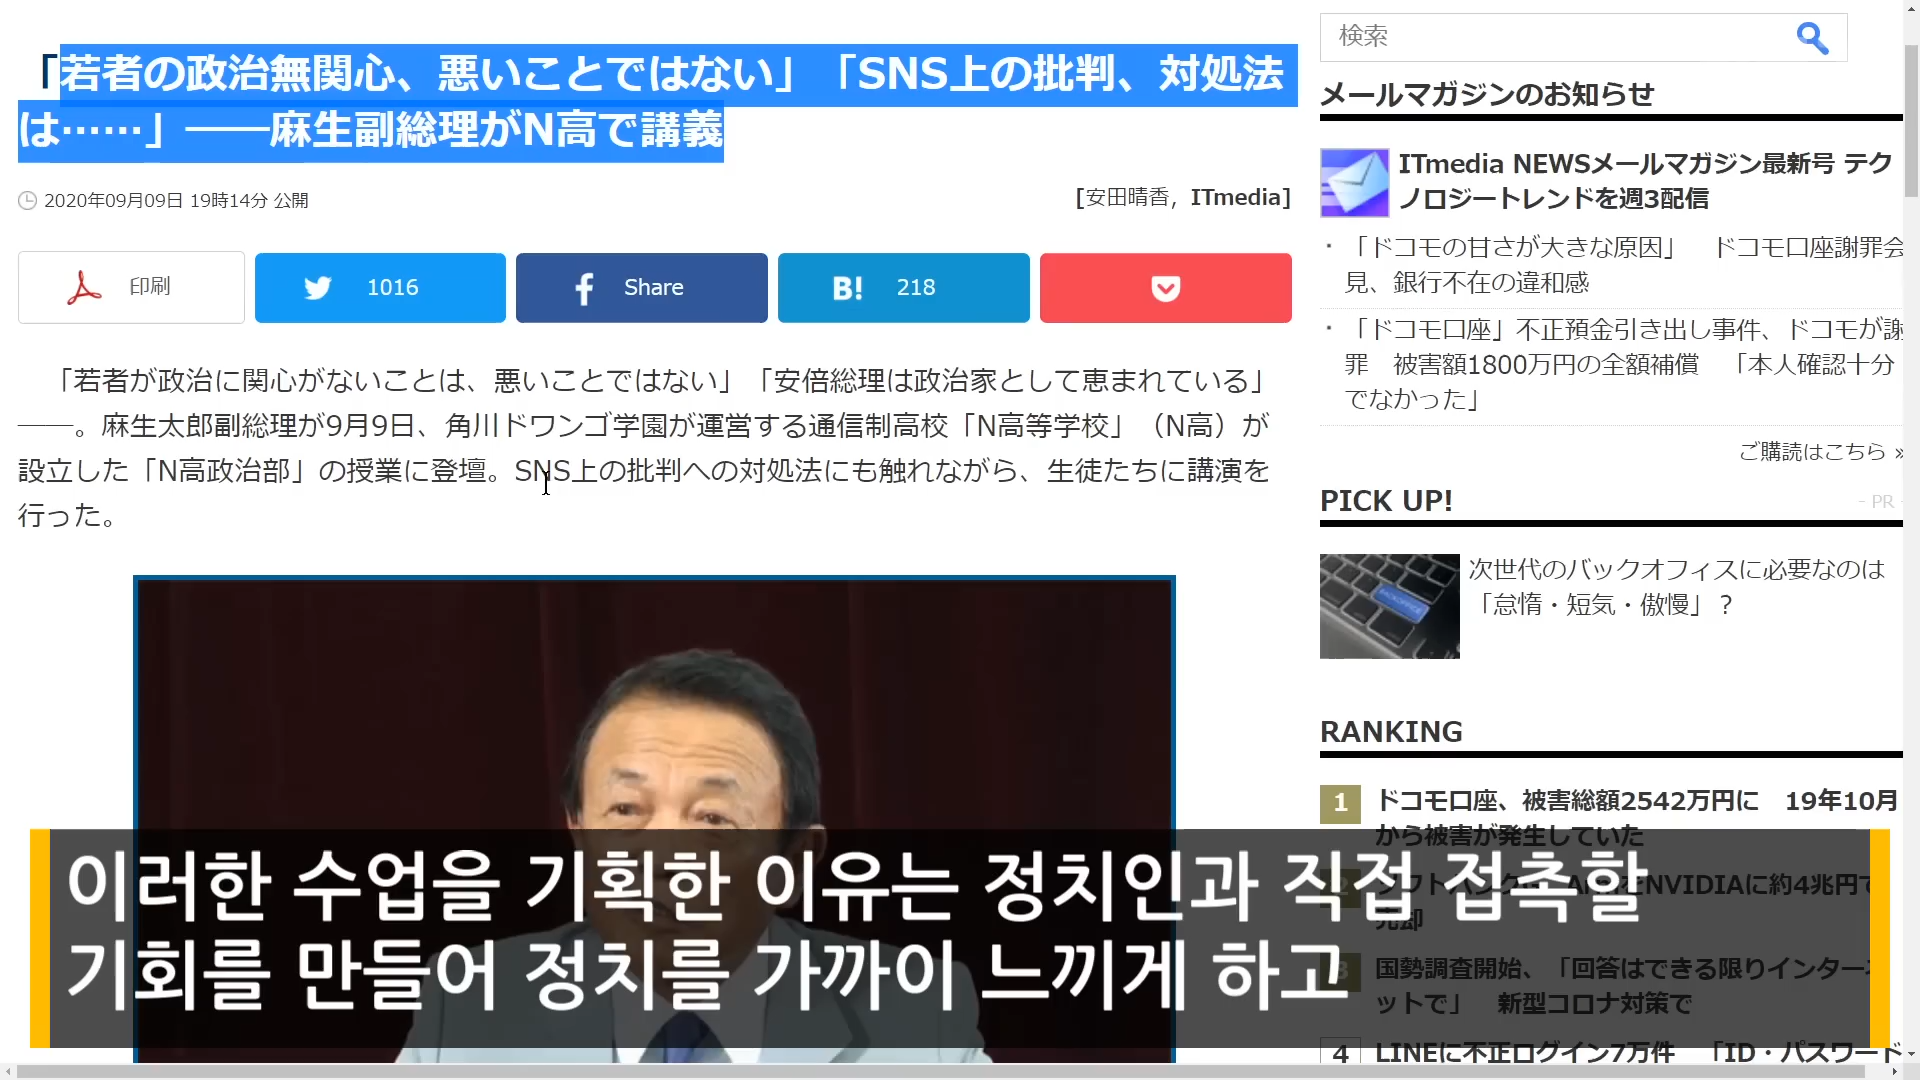 「若者の政治無関心、悪いことではない」「SNS上の批判、対処法
は……」――麻生副総理がN高で講義
2020年09月09日 19時14分 公開
[安田晴香，ITmedia]
印刷
1016
Share
B! 218
「若者が政治に関心がないことは、悪いことではない」「安倍総理は政治家として恵まれている」
――。麻生太郎副総理が9月9日、角川ドワンゴ学園が運営する通信制高校「N高等学校」（N高）が
設立した「N高政治部」の授業に登壇。SNS上の批判への対処法にも触れながら、生徒たちに講演を
行った。
이러한 수업을 기획한 이유는 정치인과 직접 접촉할
기회를 만들어 정치를 가까이 느끼게 하고
検索
メールマガジンのお知らせ
ITmedia NEWSメールマガジン最新号 テク
ノロジートレンドを週3配信
・「ドコモの甘さが大きな原因」　ドコモ口座謝罪会
見、銀行不在の違和感
・「ドコモ口座」不正預金引き出し事件、ドコモが謝
罪　被害額1800万円の全額補償　「本人確認十分
でなかった」
ご購読はこちら »
PICK UP!
- PR -
次世代のバックオフィスに必要なのは
「怠惰・短気・傲慢」？
RANKING
1 ドコモ口座、被害総額2542万円に　19年10月
から被害が発生していた
2 NVIDIAに約4兆円で
売却
3 国勢調査開始、「回答はできる限りインターネ
ットで」　新型コロナ対策で
4 LINEに不正ログイン7万件　「ID・パスワード